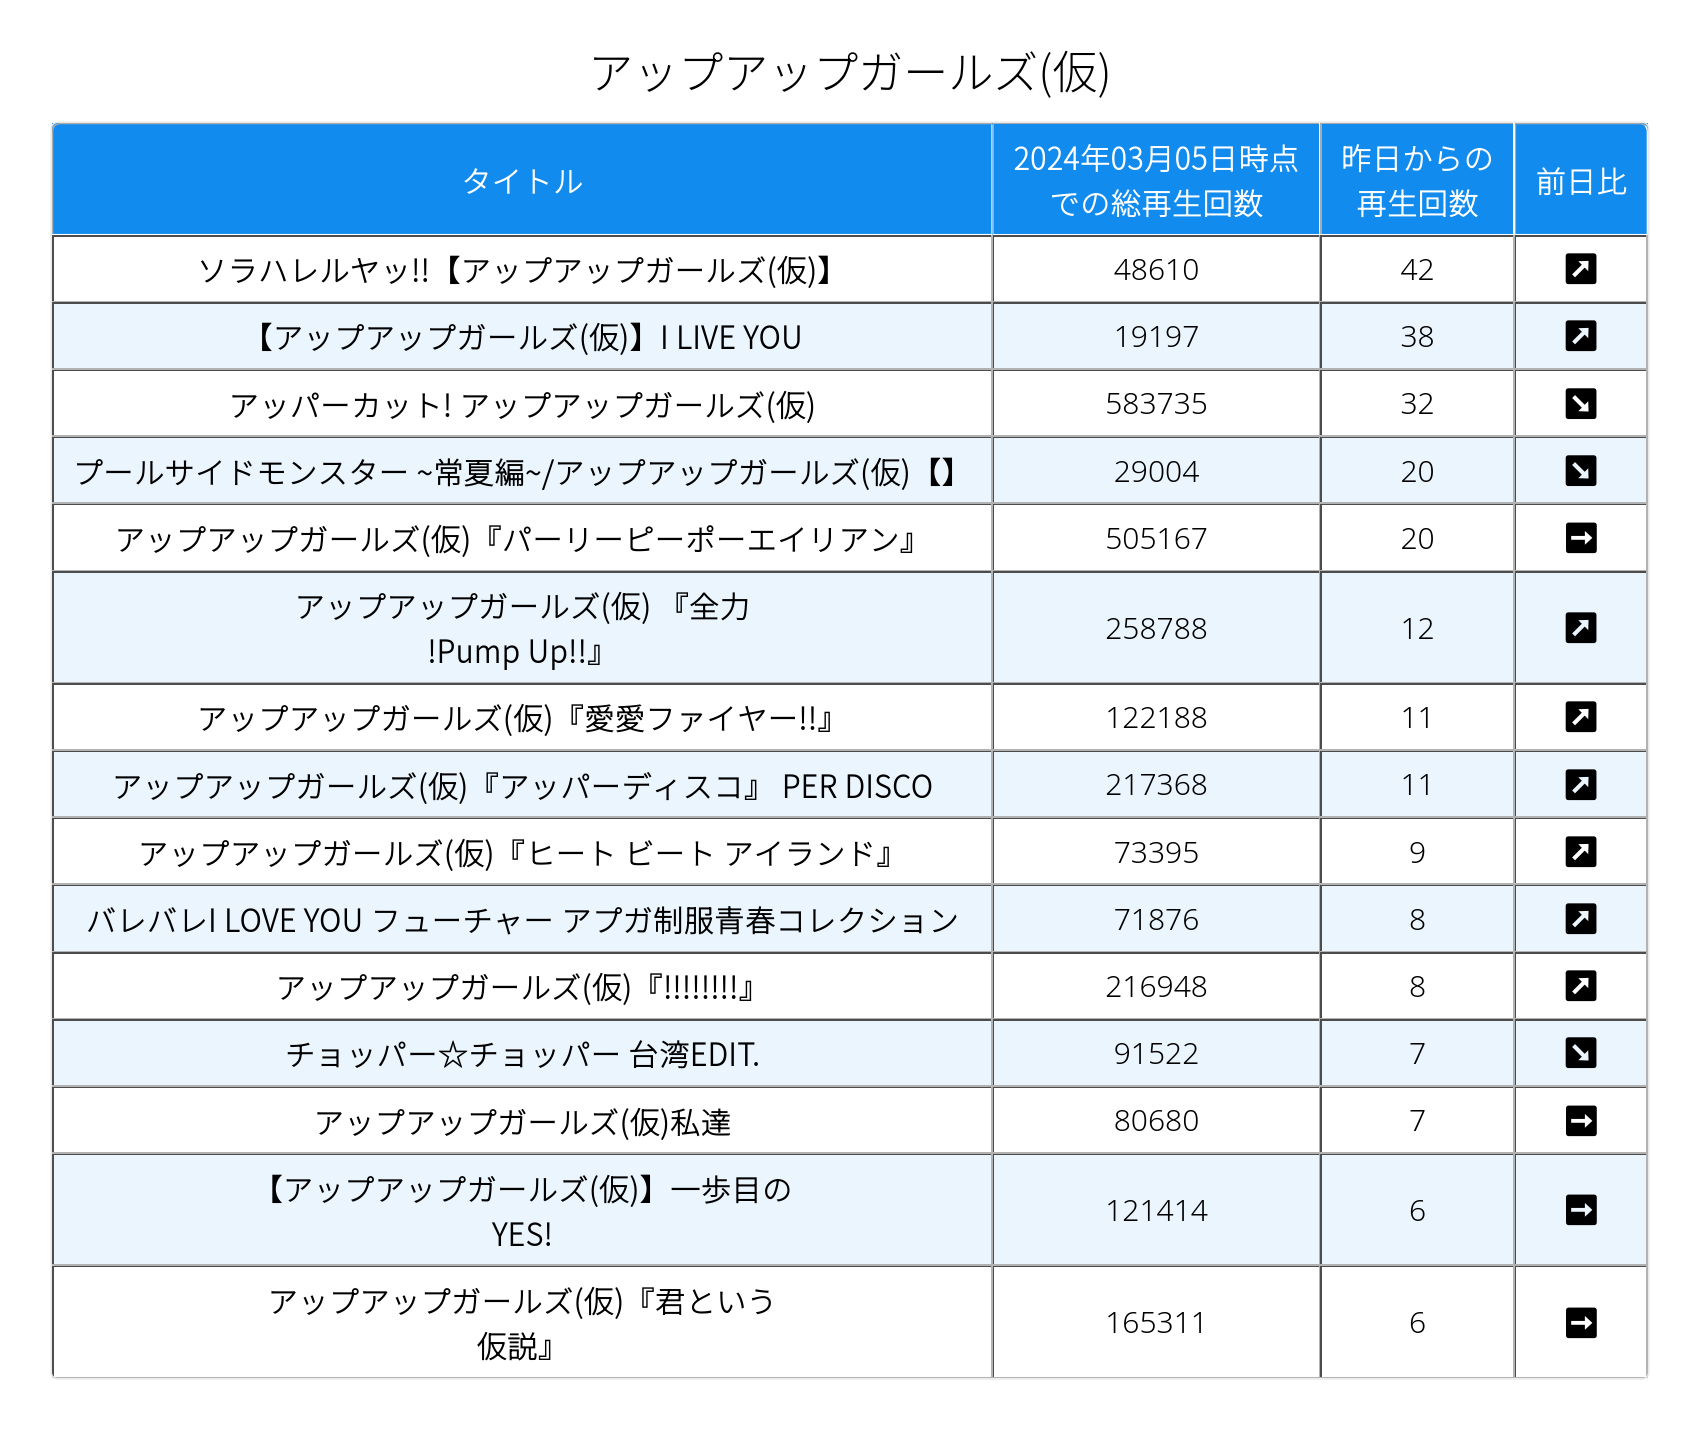 アップアップガールズ(仮)
タイトル 2024年03月05日時点での総再生回数 昨日からの再生回数 前日比
ソラハレルヤッ!!【アップアップガールズ(仮)】 48610 42 ↗
【アップアップガールズ(仮)】I LIVE YOU 19197 38 ↗
アッパーカット! アップアップガールズ(仮) 583735 32 ↘
プールサイドモンスター ~常夏編~/アップアップガールズ(仮)【】 29004 20 ↘
アップアップガールズ(仮)『パーリーピーポーエイリアン』 505167 20 →
アップアップガールズ(仮) 『全力
!Pump Up!!』 258788 12 ↗
アップアップガールズ(仮)『愛愛ファイヤー!!』 122188 11 ↗
アップアップガールズ(仮)『アッパーディスコ』 PER DISCO 217368 11 ↗
アップアップガールズ(仮)『ヒート ビート アイランド』 73395 9 ↗
バレバレI LOVE YOU フューチャー アプガ制服青春コレクション 71876 8 ↗
アップアップガールズ(仮)『!!!!!!!!』 216948 8 ↗
チョッパー☆チョッパー 台湾EDIT. 91522 7 ↘
アップアップガールズ(仮)私達 80680 7 →
【アップアップガールズ(仮)】一歩目の
YES! 121414 6 →
アップアップガールズ(仮)『君という
仮説』 165311 6 →